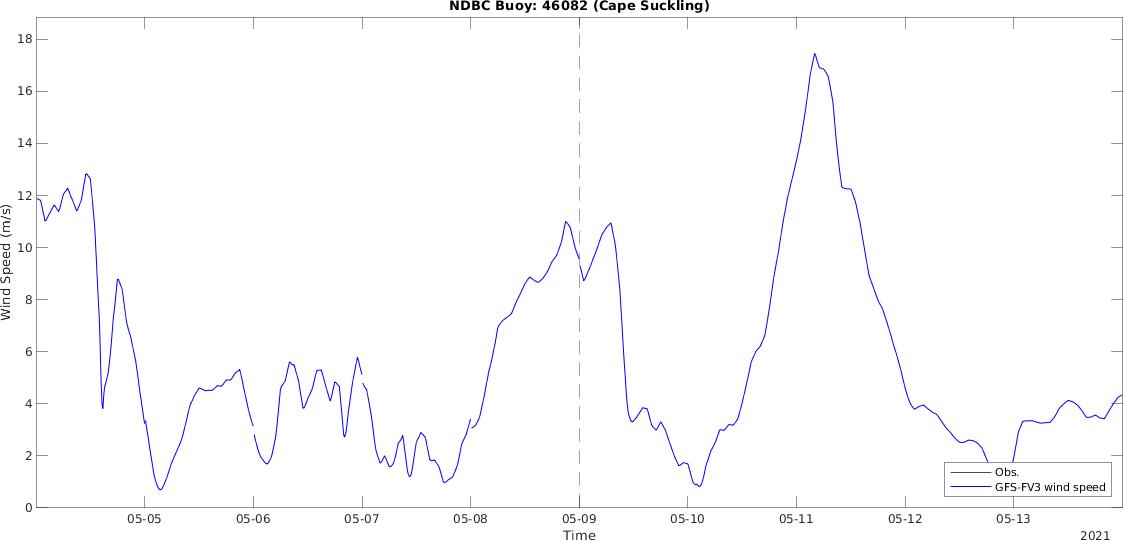 NDBC Buoy: 46082 (Cape Suckling)
18
16
14
12
10
8
6
4
2
0
Wind Speed (m/s)
Obs.
GFS-FV3 wind speed
05-05 05-06 05-07 05-08 05-09 05-10 05-11 05-12 05-13
Time
2021